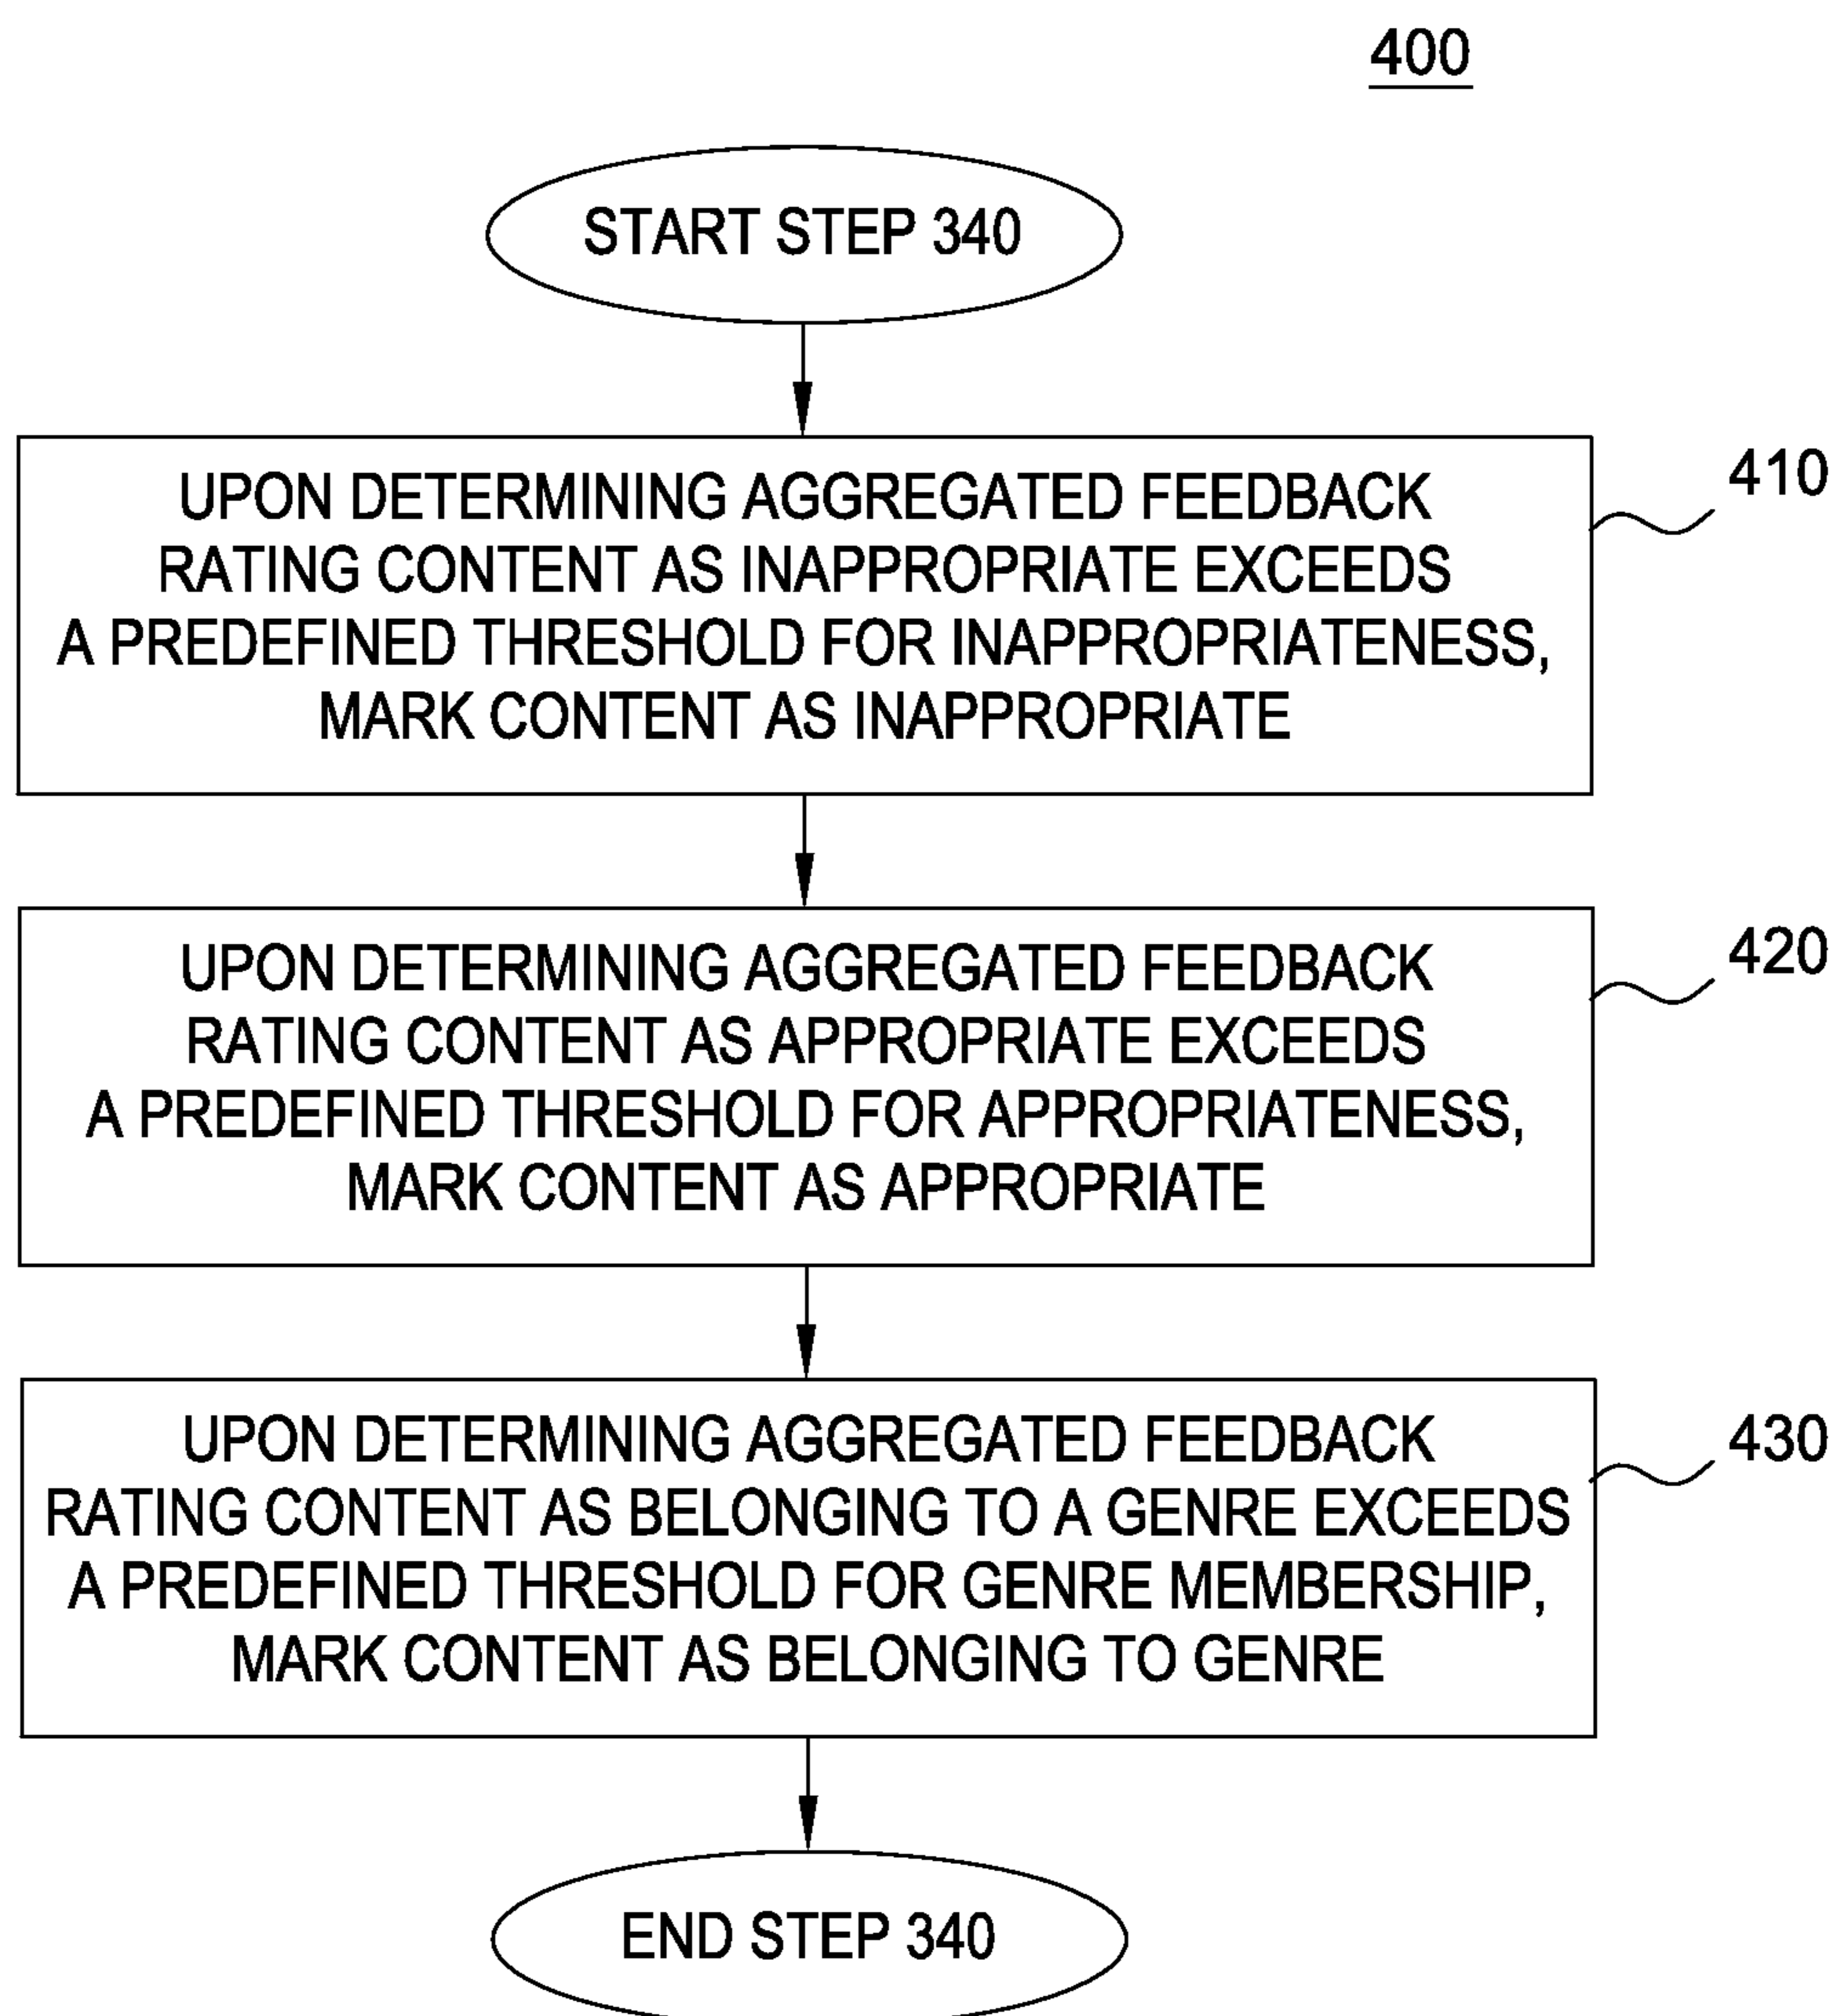 400
START STEP 340
UPON DETERMINING AGGREGATED FEEDBACK
RATING CONTENT AS INAPPROPRIATE EXCEEDS
A PREDEFINED THRESHOLD FOR INAPPROPRIATENESS,
MARK CONTENT AS INAPPROPRIATE
410
UPON DETERMINING AGGREGATED FEEDBACK
RATING CONTENT AS APPROPRIATE EXCEEDS
A PREDEFINED THRESHOLD FOR APPROPRIATENESS,
MARK CONTENT AS APPROPRIATE
420
UPON DETERMINING AGGREGATED FEEDBACK
RATING CONTENT AS BELONGING TO A GENRE EXCEEDS
A PREDEFINED THRESHOLD FOR GENRE MEMBERSHIP,
MARK CONTENT AS BELONGING TO GENRE
430
END STEP 340